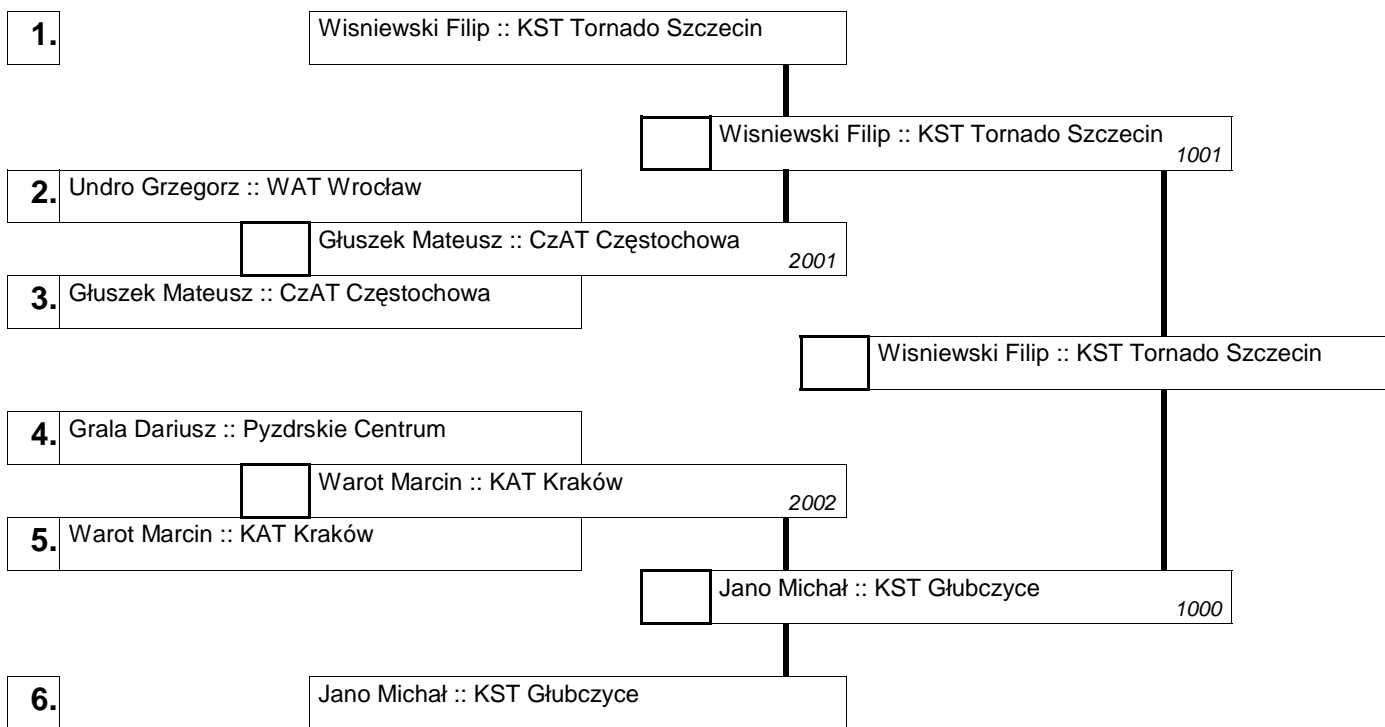 1. Wisniewski Filip :: KST Tornado Szczecin
Wisniewski Filip :: KST Tornado Szczecin
1001
2. Undro Grzegorz :: WAT Wrocław
Głuszek Mateusz :: CzAT Częstochowa
2001
3. Głuszek Mateusz :: CzAT Częstochowa
Wisniewski Filip :: KST Tornado Szczecin
4. Grala Dariusz :: Pyzdrskie Centrum
Warot Marcin :: KAT Kraków
2002
5. Warot Marcin :: KAT Kraków
Jano Michał :: KST Głubczyce
1000
6. Jano Michał :: KST Głubczyce